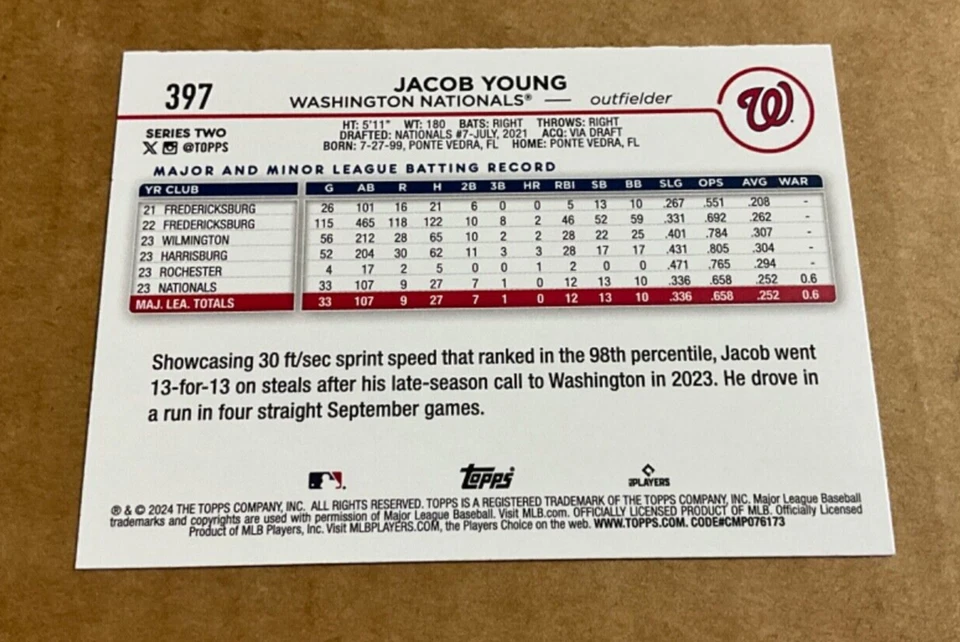 397
JACOB YOUNG
WASHINGTON NATIONALS® — outfielder
W
SERIES TWO
X @TOPPS
HT: 5'11" WT: 180 BATS: RIGHT THROWS: RIGHT
DRAFTED: NATIONALS #7-JULY, 2021 ACQ: VIA DRAFT
BORN: 7-27-99, PONTE VEDRA, FL HOME: PONTE VEDRA, FL
MAJOR AND MINOR LEAGUE BATTING RECORD
YR CLUB G AB R H 2B 3B HR RBI SB BB SLG OPS AVG WAR
21 FREDERICKSBURG 26 101 16 21 6 0 0 5 13 10 .267 .551 .208 -
22 FREDERICKSBURG 115 465 118 122 10 8 2 46 52 59 .331 .692 .262 -
23 WILMINGTON 56 212 28 65 10 2 2 28 22 25 .401 .784 .307 -
23 HARRISBURG 52 204 30 62 11 3 3 28 17 17 .431 .805 .304 -
23 ROCHESTER 4 17 2 5 0 0 1 2 0 0 .471 .765 .294 -
23 NATIONALS 33 107 9 27 7 1 0 12 13 10 .336 .658 .252 0.6
MAJ. LEA. TOTALS 33 107 9 27 7 1 0 12 13 10 .336 .658 .252 0.6
Showcasing 30 ft/sec sprint speed that ranked in the 98th percentile, Jacob went
13-for-13 on steals after his late-season call to Washington in 2023. He drove in
a run in four straight September games.
Topps
PLAYERS
® & © 2024 THE TOPPS COMPANY, INC. ALL RIGHTS RESERVED. TOPPS IS A REGISTERED TRADEMARK OF THE TOPPS COMPANY, INC. Major League Baseball
trademarks and copyrights are used with permission of Major League Baseball. Visit MLB.com. OFFICIALLY LICENSED PRODUCT OF MLB. Officially Licensed
Product of MLB Players, Inc. Visit MLBPLAYERS.COM, the Players Choice on the web. WWW.TOPPS.COM. CODE#CMP076173